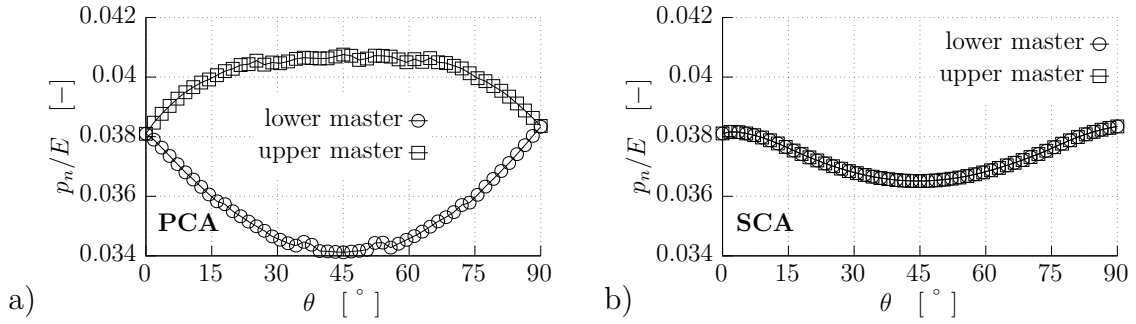 0.042
0.04
0.038
0.036
0.034
p_n/E [−]
lower master
upper master
PCA
0 15 30 45 60 75 90
θ [°]
a)
0.042
0.04
0.038
0.036
0.034
p_n/E [−]
lower master
upper master
SCA
0 15 30 45 60 75 90
θ [°]
b)